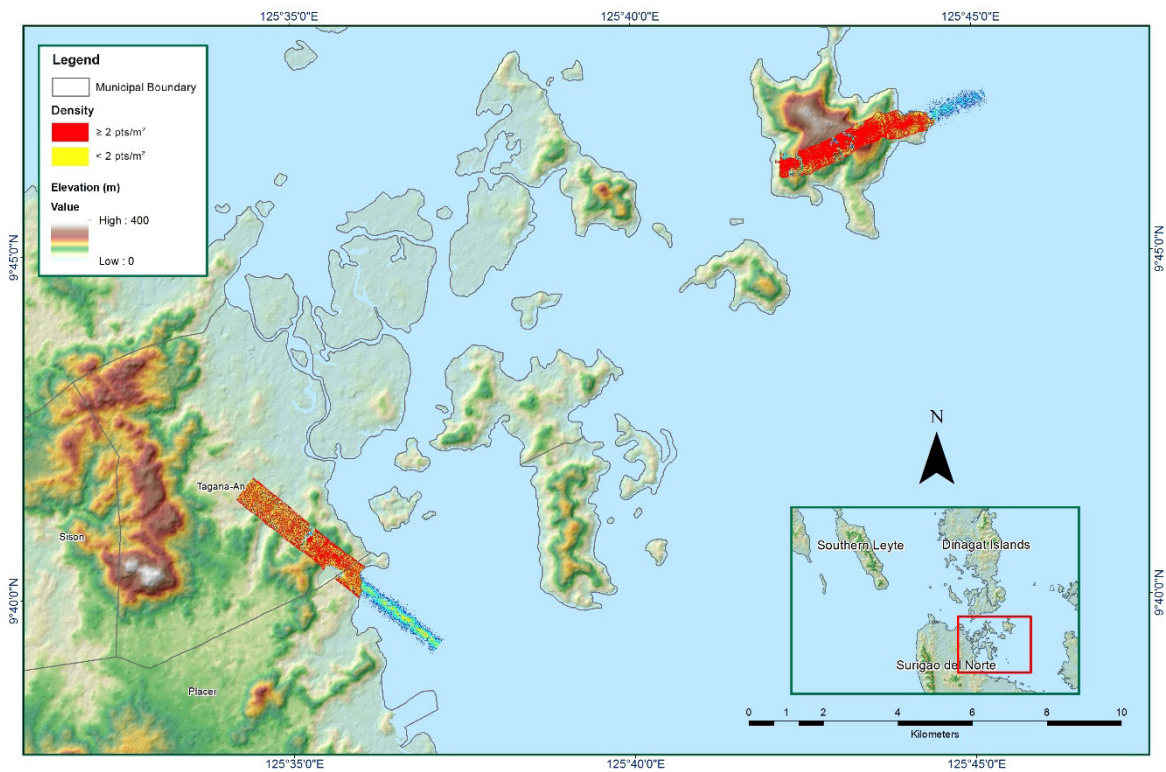 125°35'0"E 125°40'0"E 125°45'0"E
Legend
Municipal Boundary
Density
≥ 2 pts/m²
< 2 pts/m²
Elevation (m)
Value
High : 400
Low : 0
9°45'0"N 9°45'0"N
N
Tagana-An
Sison
Southern Leyte Dinagat Islands
9°40'0"N 9°40'0"N
Surigao del Norte
Placer
0 1 2 4 6 8 10
Kilometers
125°35'0"E 125°40'0"E 125°45'0"E